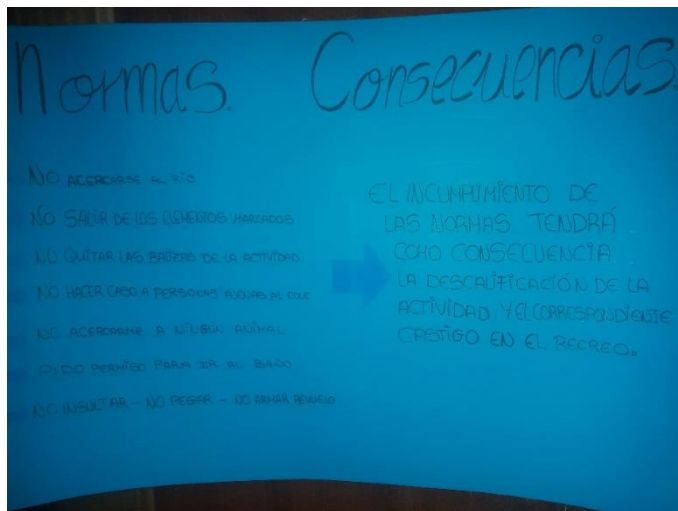 Normas.
NO ACERCARSE AL RÍO
NO SALIR DE LOS ELEMENTOS MARCADOS
NO QUITAR LAS BALIZAS DE LA ACTIVIDAD
NO HACER CASO A PERSONAS AJENAS AL COLE
NO ACERCARME A NINGÚN ANIMAL
PIDO PERMISO PARA IR AL BAÑO
NO INSULTAR - NO PEGAR - NO ARMAR REVUELO
Consecuencias.
EL INCUMPLIMIENTO DE
LAS NORMAS TENDRÁ
COMO CONSECUENCIA
LA DESCALIFICACIÓN DE LA
ACTIVIDAD Y EL CORRESPONDIENTE
CASTIGO EN EL RECREO.